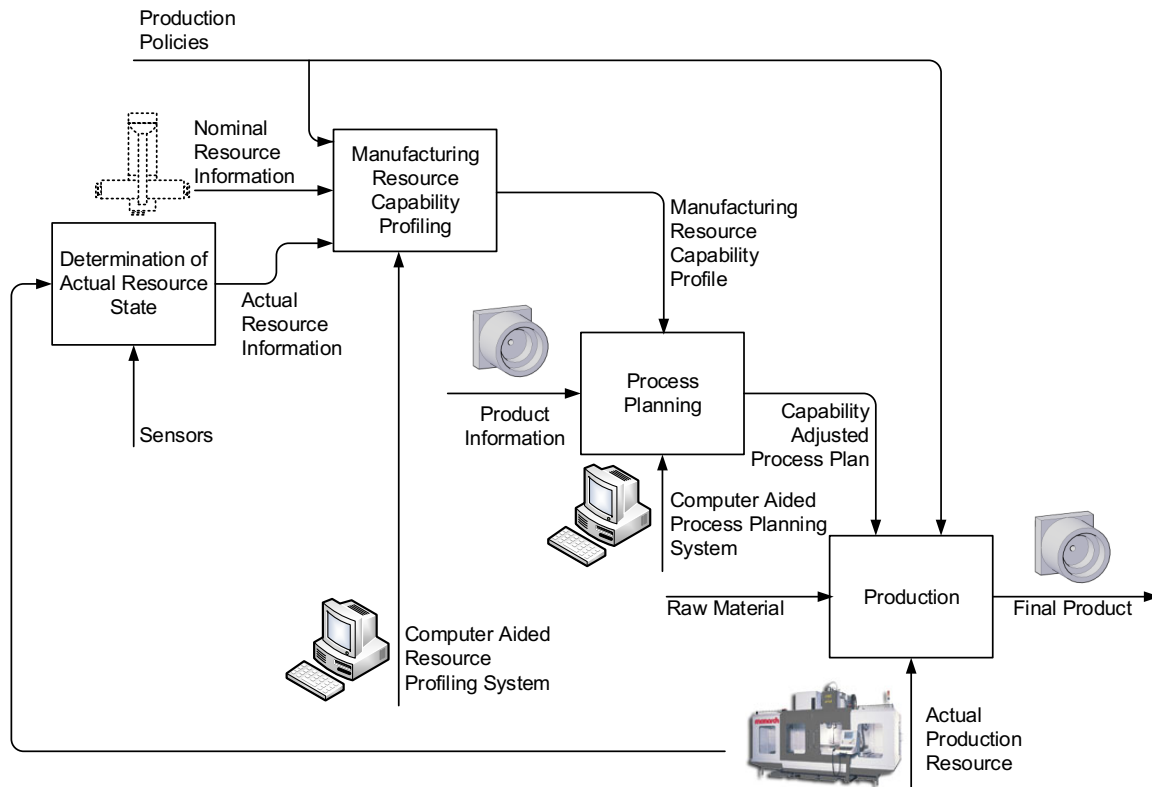 Production
Policies
Nominal
Resource
Information
Manufacturing
Resource
Capability
Profiling
Determination of
Actual Resource
State
Actual
Resource
Information
Manufacturing
Resource
Capability
Profile
Sensors
Product
Information
Process
Planning
Capability
Adjusted
Process Plan
Computer Aided
Process Planning
System
Raw Material
Production
Final Product
Computer Aided
Resource
Profiling System
monarch
Actual
Production
Resource